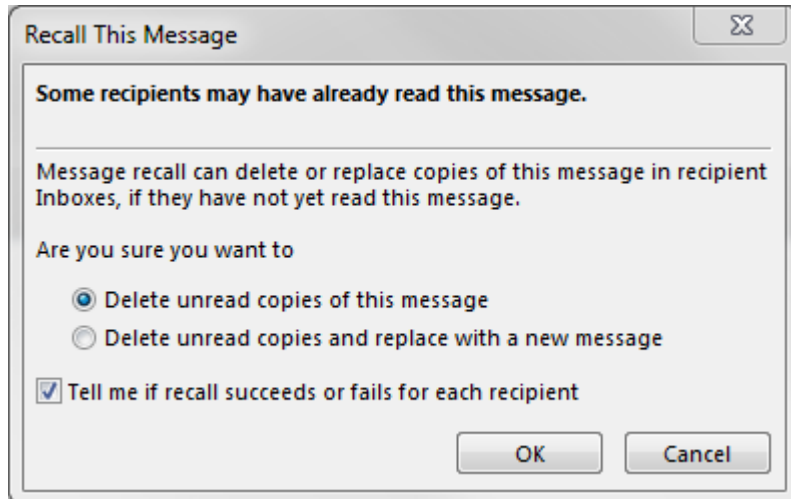 Recall This Message
Some recipients may have already read this message.
Message recall can delete or replace copies of this message in recipient
Inboxes, if they have not yet read this message.
Are you sure you want to
Delete unread copies of this message
Delete unread copies and replace with a new message
Tell me if recall succeeds or fails for each recipient
OK Cancel